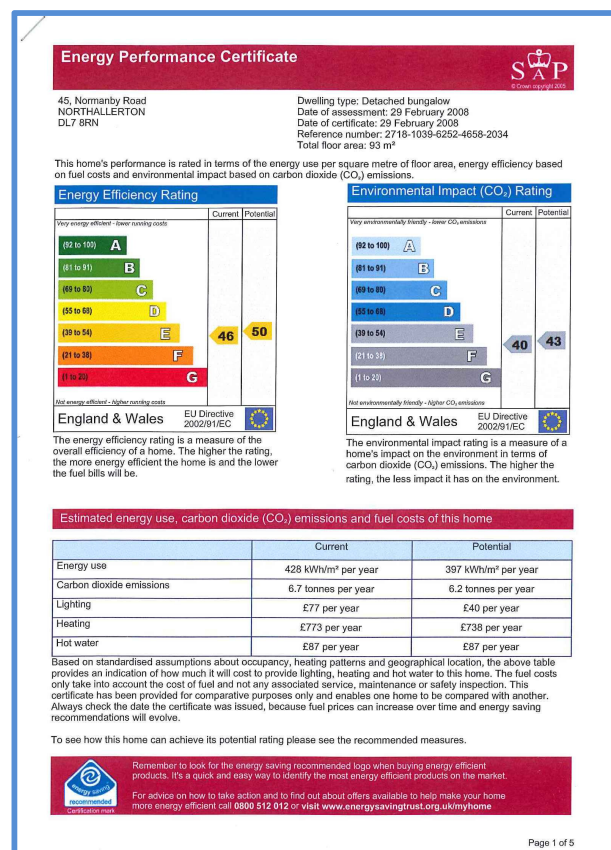 Energy Performance Certificate
SAP
© Crown copyright 2005
45, Normanby Road
NORTHALLERTON
DL7 8RN
Dwelling type: Detached bungalow
Date of assessment: 29 February 2008
Date of certificate: 29 February 2008
Reference number: 2718-1039-6252-4658-2034
Total floor area: 93 m²
This home's performance is rated in terms of the energy use per square metre of floor area, energy efficiency based
on fuel costs and environmental impact based on carbon dioxide (CO₂) emissions.
Energy Efficiency Rating
Current Potential
Very energy efficient - lower running costs
(92 to 100) A
(81 to 91) B
(69 to 80) C
(55 to 68) D
(39 to 54) E
46 50
(21 to 38) F
(1 to 20) G
Not energy efficient - higher running costs
England & Wales
EU Directive
2002/91/EC
The energy efficiency rating is a measure of the
overall efficiency of a home. The higher the rating,
the more energy efficient the home is and the lower
the fuel bills will be.
Environmental Impact (CO₂) Rating
Current Potential
Very environmentally friendly - lower CO₂ emissions
(92 to 100) A
(81 to 91) B
(69 to 80) C
(55 to 68) D
(39 to 54) E
40 43
(21 to 38) F
(1 to 20) G
Not environmentally friendly - higher CO₂ emissions
England & Wales
EU Directive
2002/91/EC
The environmental impact rating is a measure of a
home's impact on the environment in terms of
carbon dioxide (CO₂) emissions. The higher the
rating, the less impact it has on the environment.
Estimated energy use, carbon dioxide (CO₂) emissions and fuel costs of this home
Current Potential
Energy use 428 kWh/m² per year 397 kWh/m² per year
Carbon dioxide emissions 6.7 tonnes per year 6.2 tonnes per year
Lighting £77 per year £40 per year
Heating £773 per year £738 per year
Hot water £87 per year £87 per year
Based on standardised assumptions about occupancy, heating patterns and geographical location, the above table
provides an indication of how much it will cost to provide lighting, heating and hot water to this home. The fuel costs
only take into account the cost of fuel and not any associated service, maintenance or safety inspection. This
certificate has been provided for comparative purposes only and enables one home to be compared with another.
Always check the date the certificate was issued, because fuel prices can increase over time and energy saving
recommendations will evolve.
To see how this home can achieve its potential rating please see the recommended measures.
energy saving
recommended
Certification mark
Remember to look for the energy saving recommended logo when buying energy efficient
products. It's a quick and easy way to identify the most energy efficient products on the market.
For advice on how to take action and to find out about offers available to help make your home
more energy efficient call 0800 512 012 or visit www.energysavingtrust.org.uk/myhome
Page 1 of 5